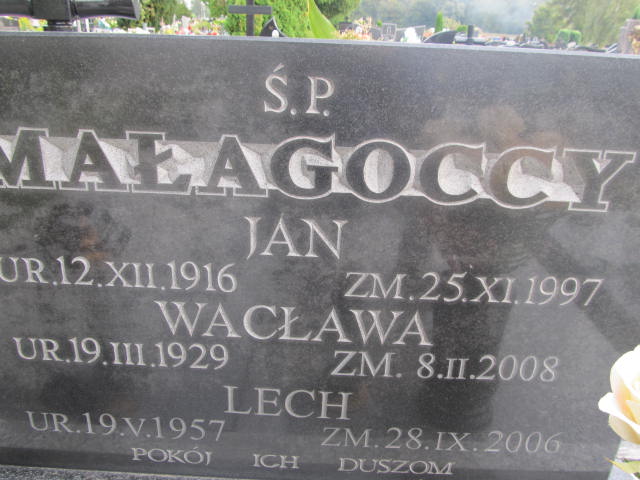 Ś.P.
MAŁAGOCCY
JAN
UR.12.XII.1916 ZM.25.XI.1997
WACŁAWA
UR.19.III.1929 ZM. 8.II.2008
LECH
UR.19.V.1957 ZM.28.IX.2006
POKÓJ ICH DUSZOM